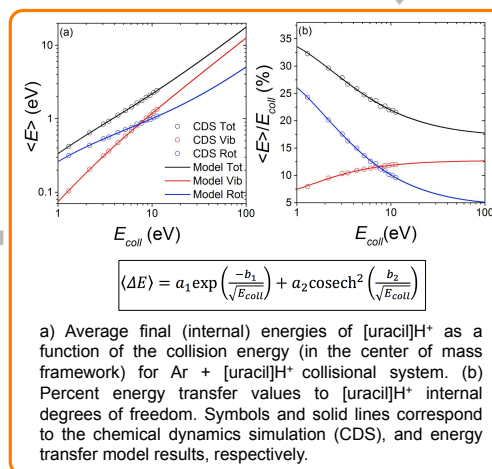 (a)
(b)
10
1
0.1
<E> (eV)
CDS Tot
CDS Vib
CDS Rot
Model Tot
Model Vib
Model Rot
1 10 100
E_coll (eV)
35
30
25
20
15
10
5
<E>/E_coll (%)
1 10 100
E_coll (eV)
⟨ΔE⟩ = a₁exp(−b₁/√E_coll) + a₂cosech²(b₂/√E_coll)
a) Average final (internal) energies of [uracil]H⁺ as a
function of the collision energy (in the center of mass
framework) for Ar + [uracil]H⁺ collisional system. (b)
Percent energy transfer values to [uracil]H⁺ internal
degrees of freedom. Symbols and solid lines correspond
to the chemical dynamics simulation (CDS), and energy
transfer model results, respectively.